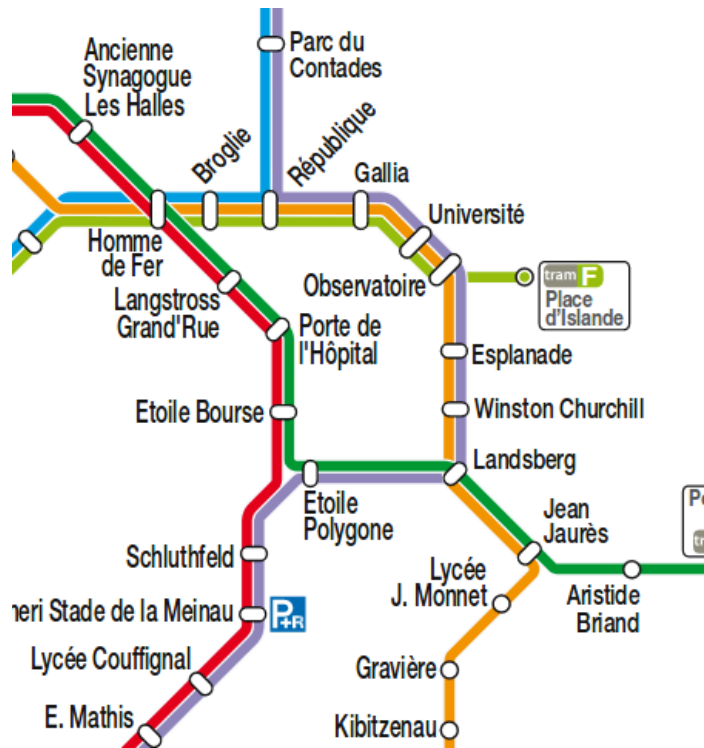 Ancienne
Synagogue
Les Halles
Parc du
Contades
Broglie
République
Gallia
Université
Homme
de Fer
Observatoire
tram F
Place
d'Islande
Langstross
Grand'Rue
Porte de
l'Hôpital
Esplanade
Etoile Bourse
Winston Churchill
Landsberg
Etoile
Polygone
Jean
Jaurès
Schluthfeld
Lycée
J. Monnet
Aristide
Briand
Stade de la Meinau
P+R
Lycée Couffignal
Gravière
E. Mathis
Kibitzenau